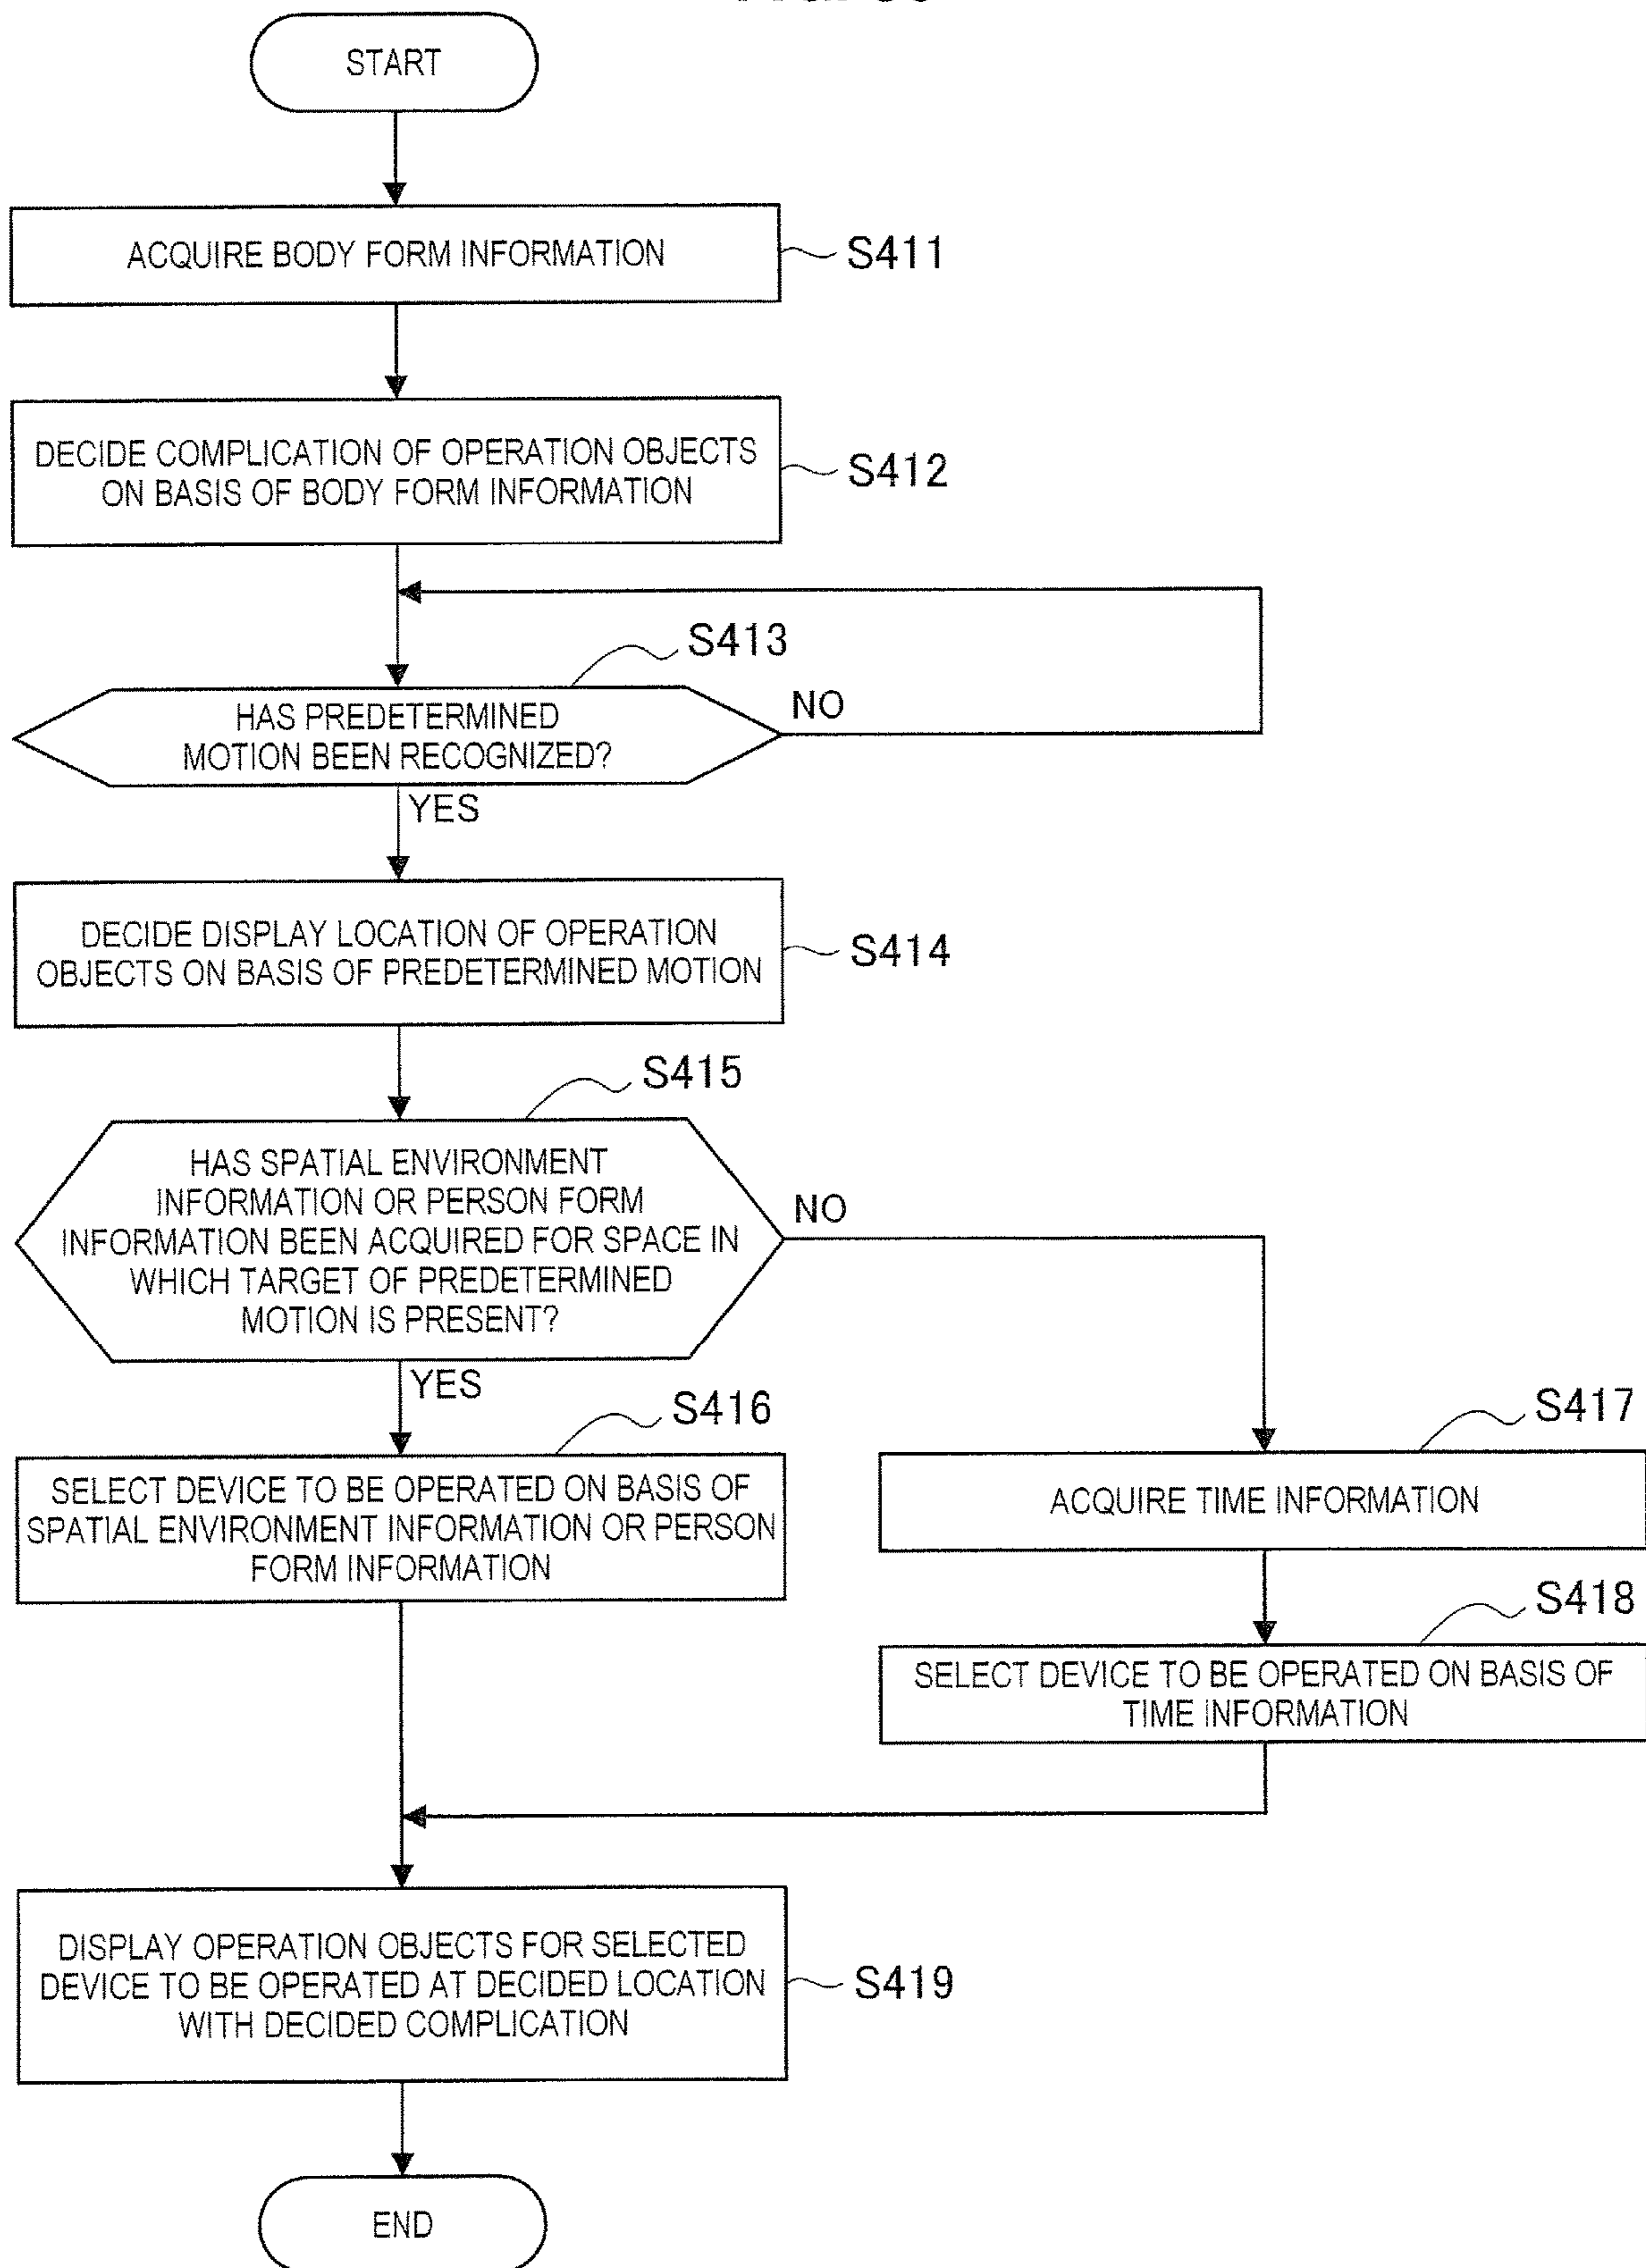 START
ACQUIRE BODY FORM INFORMATION
S411
DECIDE COMPLICATION OF OPERATION OBJECTS
ON BASIS OF BODY FORM INFORMATION
S412
S413
HAS PREDETERMINED
MOTION BEEN RECOGNIZED?
NO
YES
DECIDE DISPLAY LOCATION OF OPERATION
OBJECTS ON BASIS OF PREDETERMINED MOTION
S414
S415
HAS SPATIAL ENVIRONMENT
INFORMATION OR PERSON FORM
INFORMATION BEEN ACQUIRED FOR SPACE IN
WHICH TARGET OF PREDETERMINED
MOTION IS PRESENT?
NO
YES
S416
SELECT DEVICE TO BE OPERATED ON BASIS OF
SPATIAL ENVIRONMENT INFORMATION OR PERSON
FORM INFORMATION
S417
ACQUIRE TIME INFORMATION
S418
SELECT DEVICE TO BE OPERATED ON BASIS OF
TIME INFORMATION
DISPLAY OPERATION OBJECTS FOR SELECTED
DEVICE TO BE OPERATED AT DECIDED LOCATION
WITH DECIDED COMPLICATION
S419
END